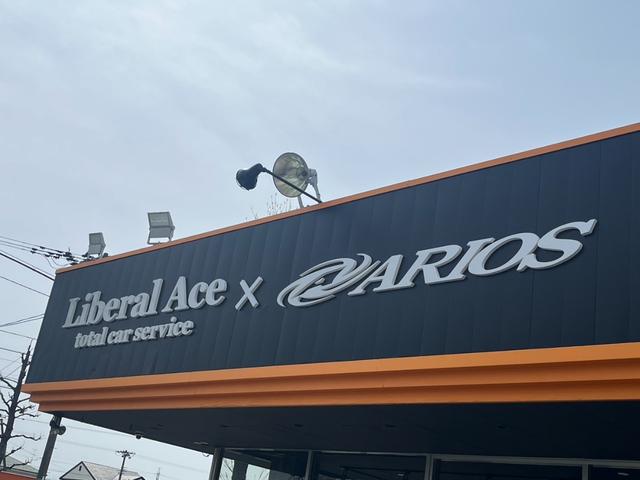 Liberal Ace × VARIOS
total car service